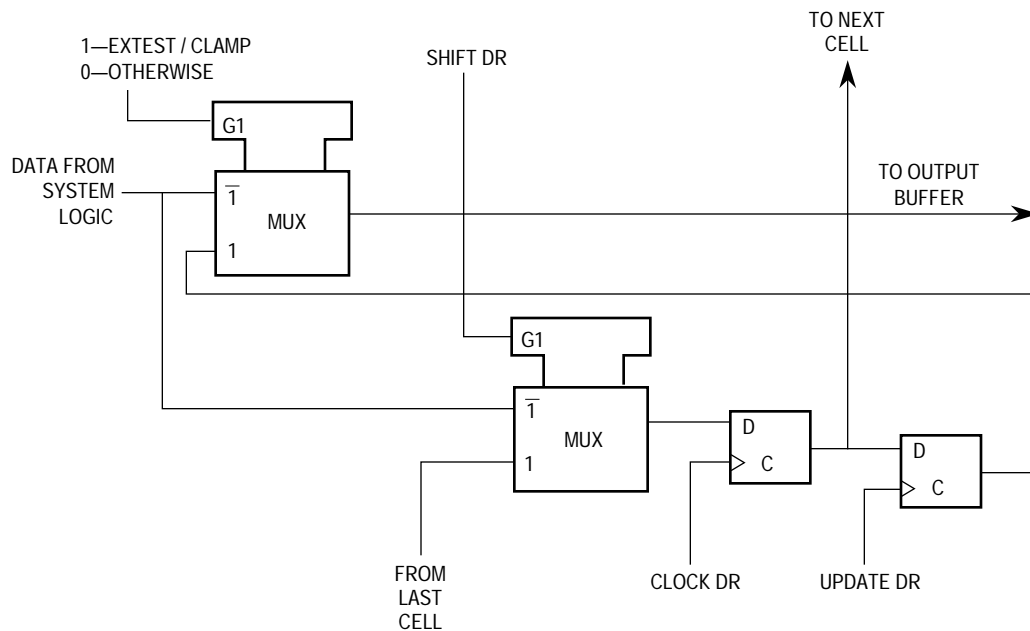 1—EXTEST / CLAMP
0—OTHERWISE
SHIFT DR
TO NEXT
CELL
G1
DATA FROM
SYSTEM
LOGIC
1̅
MUX
1
TO OUTPUT
BUFFER
G1
1̅
MUX
1
D
C
D
C
FROM
LAST
CELL
CLOCK DR
UPDATE DR